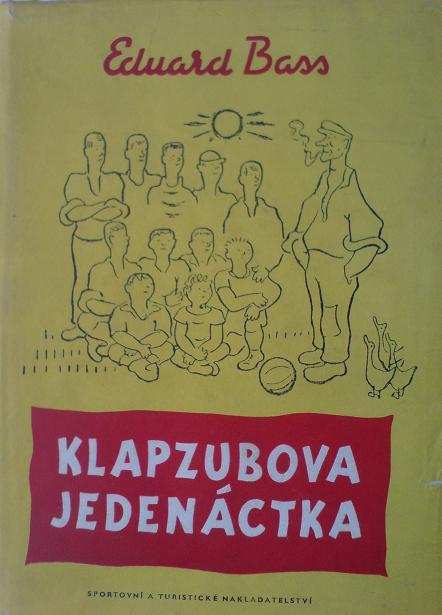 Eduard Bass
KLAPZUBOVA
JEDENÁCTKA
SPORTOVNÍ A TURISTICKÉ NAKLADATELSTVÍ